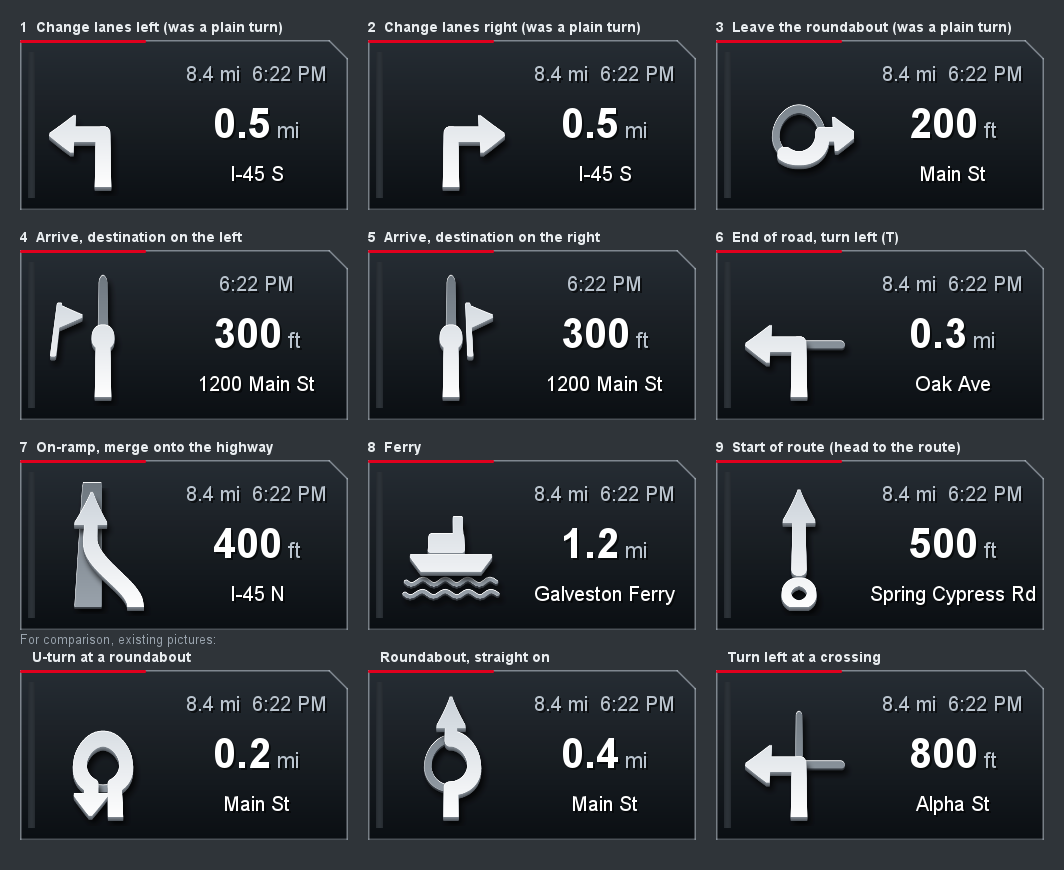 1 Change lanes left (was a plain turn)
8.4 mi 6:22 PM
0.5 mi
I-45 S
2 Change lanes right (was a plain turn)
8.4 mi 6:22 PM
0.5 mi
I-45 S
3 Leave the roundabout (was a plain turn)
8.4 mi 6:22 PM
200 ft
Main St
4 Arrive, destination on the left
6:22 PM
300 ft
1200 Main St
5 Arrive, destination on the right
6:22 PM
300 ft
1200 Main St
6 End of road, turn left (T)
8.4 mi 6:22 PM
0.3 mi
Oak Ave
7 On-ramp, merge onto the highway
8.4 mi 6:22 PM
400 ft
I-45 N
8 Ferry
8.4 mi 6:22 PM
1.2 mi
Galveston Ferry
9 Start of route (head to the route)
8.4 mi 6:22 PM
500 ft
Spring Cypress Rd
For comparison, existing pictures:
U-turn at a roundabout
8.4 mi 6:22 PM
0.2 mi
Main St
Roundabout, straight on
8.4 mi 6:22 PM
0.4 mi
Main St
Turn left at a crossing
8.4 mi 6:22 PM
800 ft
Alpha St